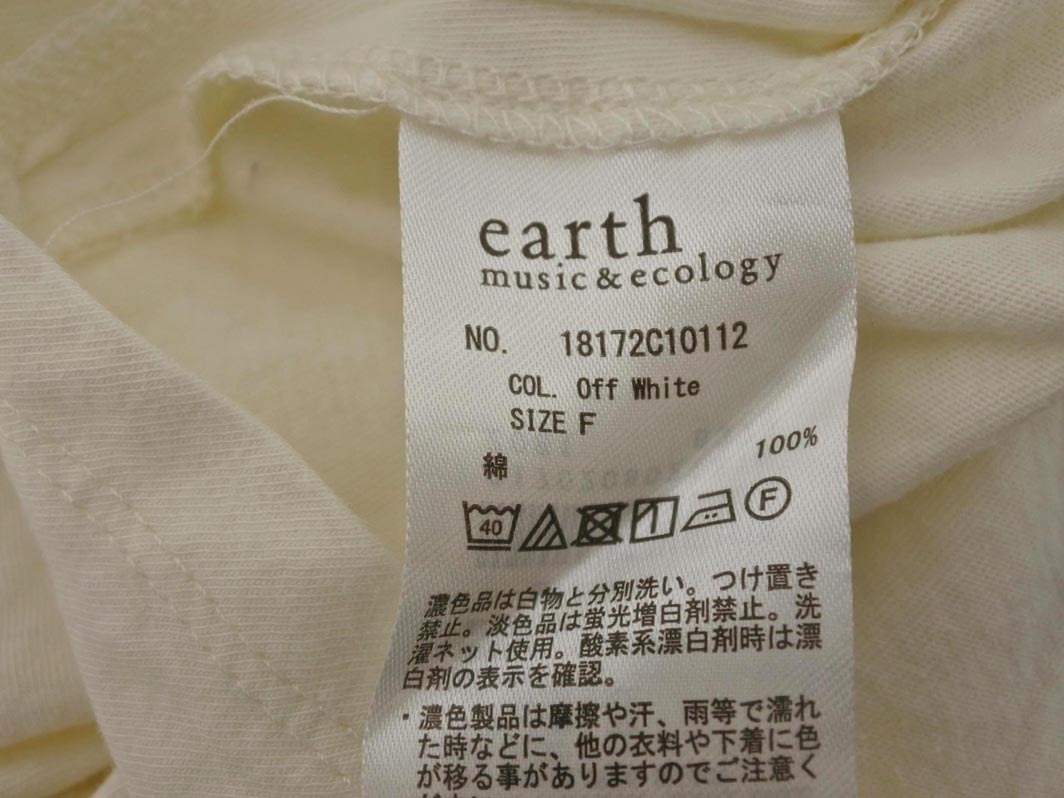 earth
music&ecology
NO. 18172C10112
COL. Off White
SIZE F
綿 100%
40 F
濃色品は白物と分別洗い。つけ置き
禁止。淡色品は蛍光増白剤禁止。洗
濯ネット使用。酸素系漂白剤時は漂
白剤の表示を確認。
・濃色製品は摩擦や汗、雨等で濡れ
た時などに、他の衣料や下着に色
が移る事がありますのでご注意く